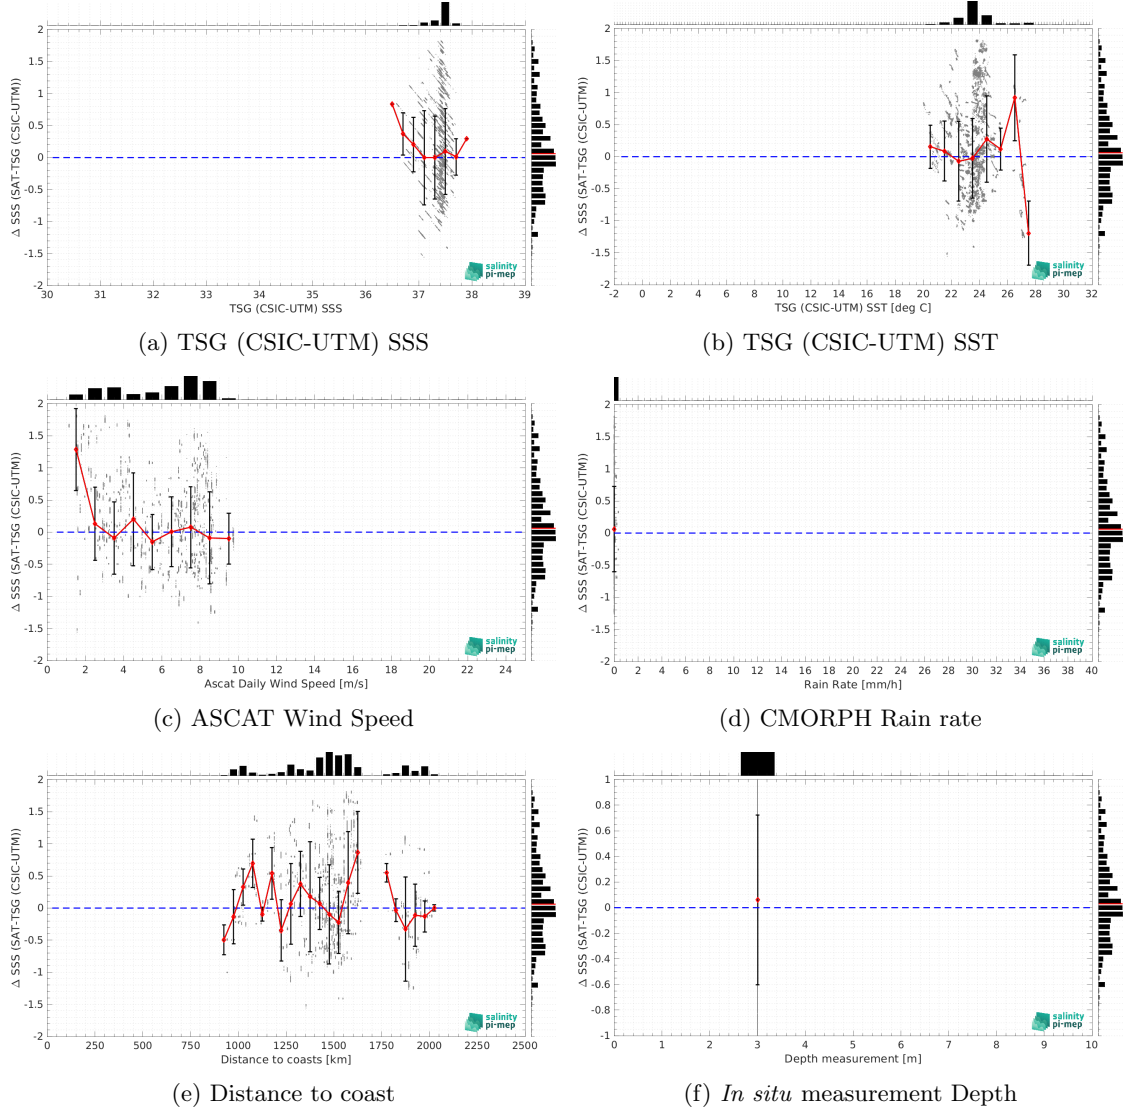 2
1.5
1
0.5
0
-0.5
-1
-1.5
-2
Δ SSS (SAT-TSG (CSIC-UTM))
salinity
pi-mep
30 31 32 33 34 35 36 37 38 39
TSG (CSIC-UTM) SSS
(a) TSG (CSIC-UTM) SSS
2
1.5
1
0.5
0
-0.5
-1
-1.5
-2
Δ SSS (SAT-TSG (CSIC-UTM))
salinity
pi-mep
-2 0 2 4 6 8 10 12 14 16 18 20 22 24 26 28 30 32
TSG (CSIC-UTM) SST [deg C]
(b) TSG (CSIC-UTM) SST
2
1.5
1
0.5
0
-0.5
-1
-1.5
-2
Δ SSS (SAT-TSG (CSIC-UTM))
salinity
pi-mep
0 2 4 6 8 10 12 14 16 18 20 22 24
Ascat Daily Wind Speed [m/s]
(c) ASCAT Wind Speed
2
1.5
1
0.5
0
-0.5
-1
-1.5
-2
Δ SSS (SAT-TSG (CSIC-UTM))
salinity
pi-mep
0 2 4 6 8 10 12 14 16 18 20 22 24 26 28 30 32 34 36 38 40
Rain Rate [mm/h]
(d) CMORPH Rain rate
2
1.5
1
0.5
0
-0.5
-1
-1.5
-2
Δ SSS (SAT-TSG (CSIC-UTM))
salinity
pi-mep
0 250 500 750 1000 1250 1500 1750 2000 2250 2500
Distance to coasts [km]
(e) Distance to coast
1
0.8
0.6
0.4
0.2
0
-0.2
-0.4
-0.6
-0.8
-1
Δ SSS (SAT-TSG (CSIC-UTM))
salinity
pi-mep
0 1 2 3 4 5 6 7 8 9 10
Depth measurement [m]
(f) In situ measurement Depth